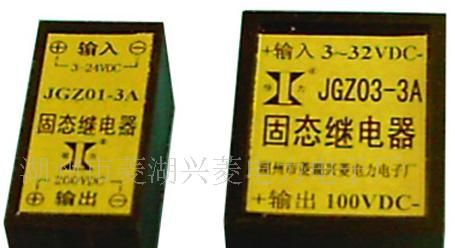 ⊕ 输入 ⊖
3-24VDC
JGZ01-3A
固态继电器
200VDC
⊕ 输出 ⊖
+输入 3~32VDC-
JGZ03-3A
固态继电器
湖州市菱湖兴菱电力电子厂
+输出 100VDC-